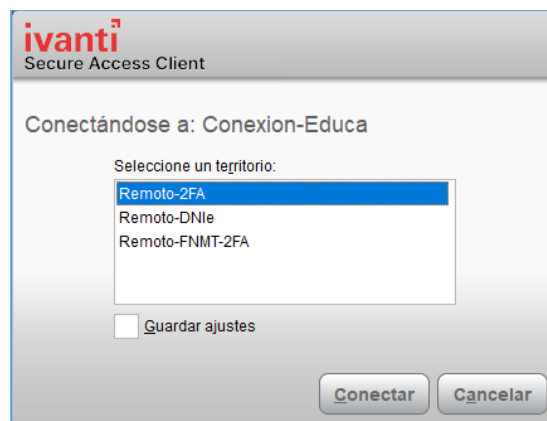 ivanti
Secure Access Client
Conectándose a: Conexion-Educa
Seleccione un territorio:
Remoto-2FA
Remoto-DNIe
Remoto-FNMT-2FA
Guardar ajustes
Conectar Cancelar